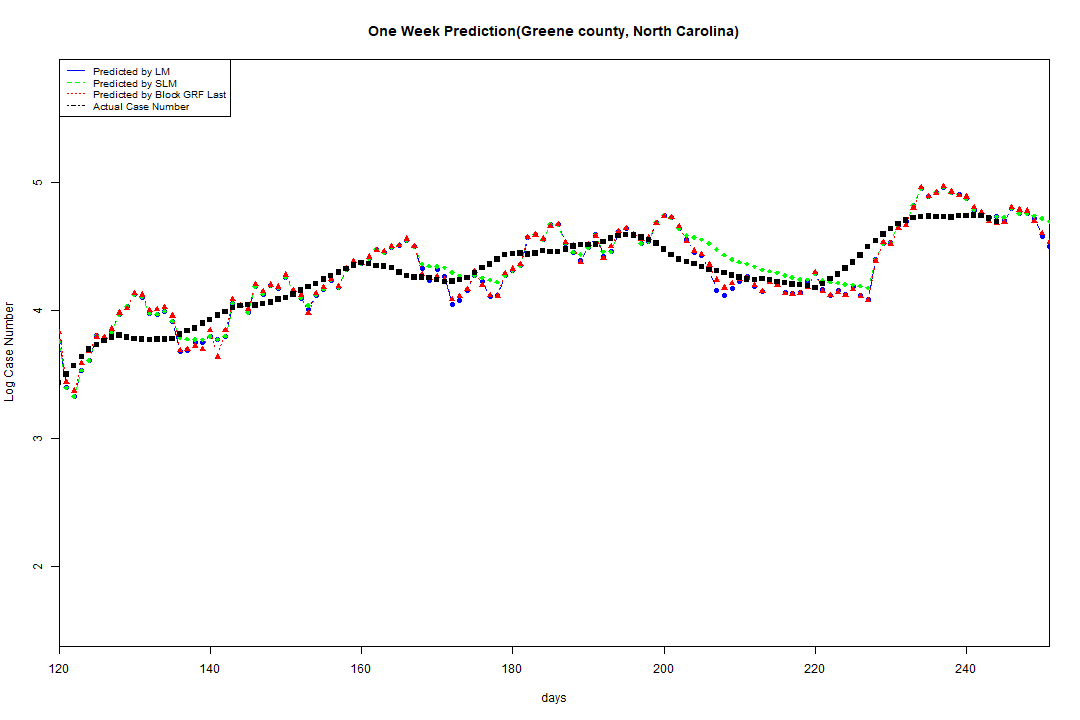 One Week Prediction(Greene county, North Carolina)
Predicted by LM
Predicted by SLM
Predicted by Block GRF Last
Actual Case Number
5
4
3
2
Log Case Number
120 140 160 180 200 220 240
days